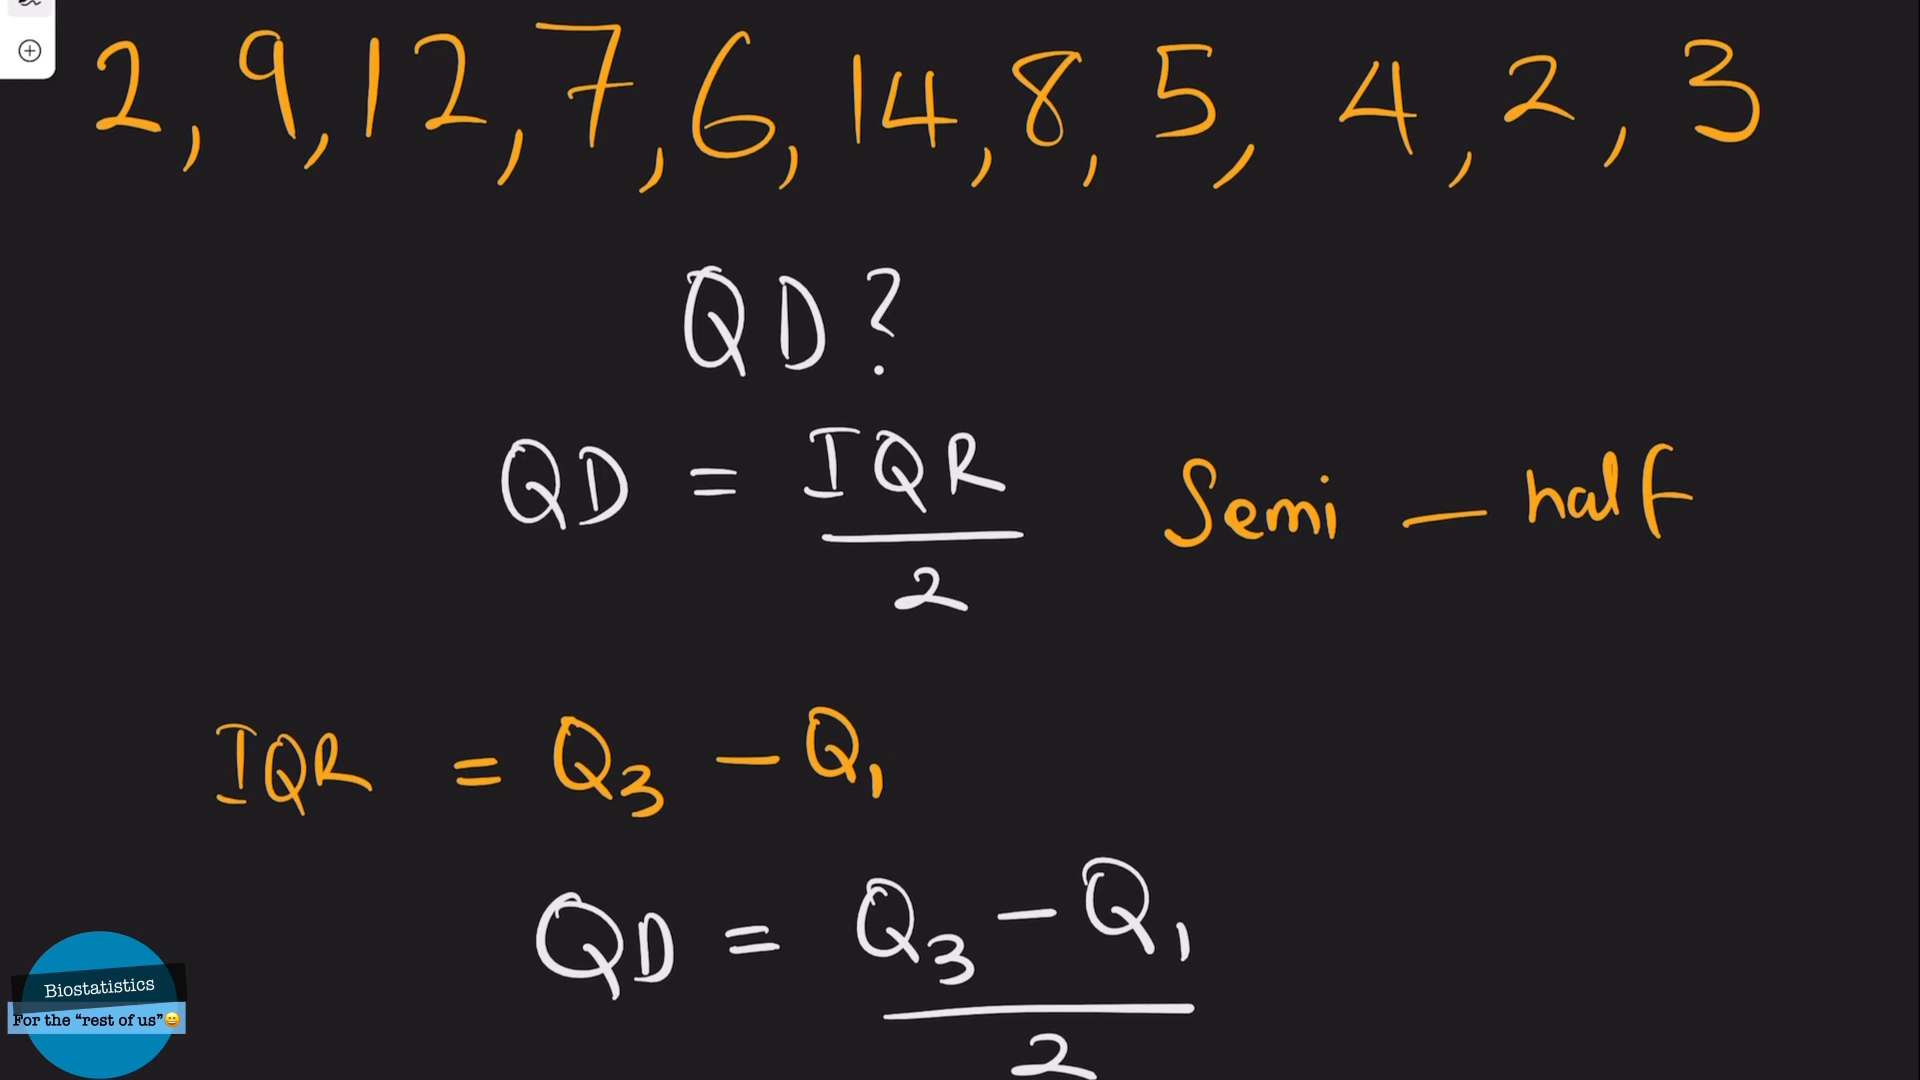 2, 9, 12, 7, 6, 14, 8, 5, 4, 2, 3
QD?
QD = IQR / 2 Semi - half
IQR = Q₃ - Q₁
QD = Q₃ - Q₁ / 2
Biostatistics
For the "rest of us"😄